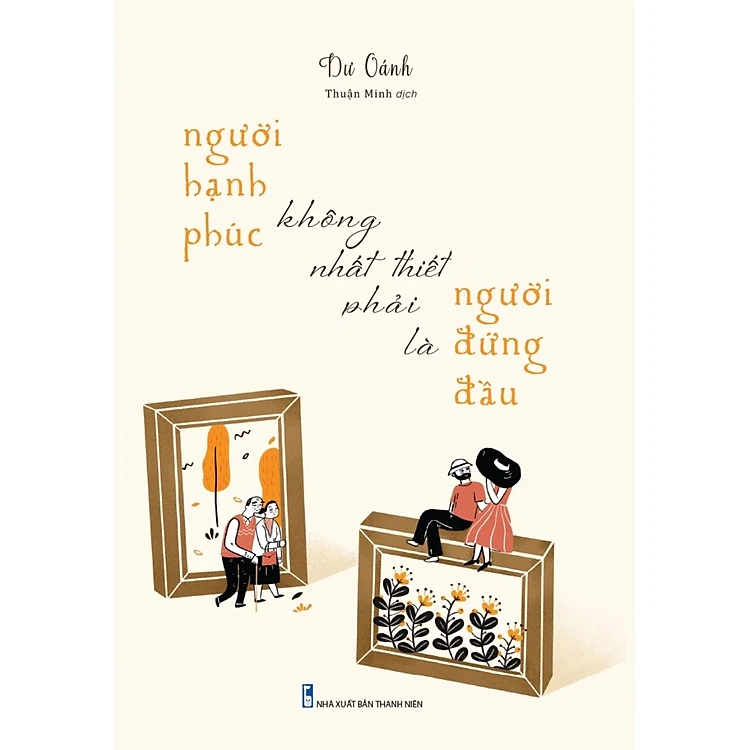 Dư Oánh
Thuận Minh dịch
người
hạnh
phúc
không
nhất thiết
phải
là
người
đứng
đầu
NHÀ XUẤT BẢN THANH NIÊN